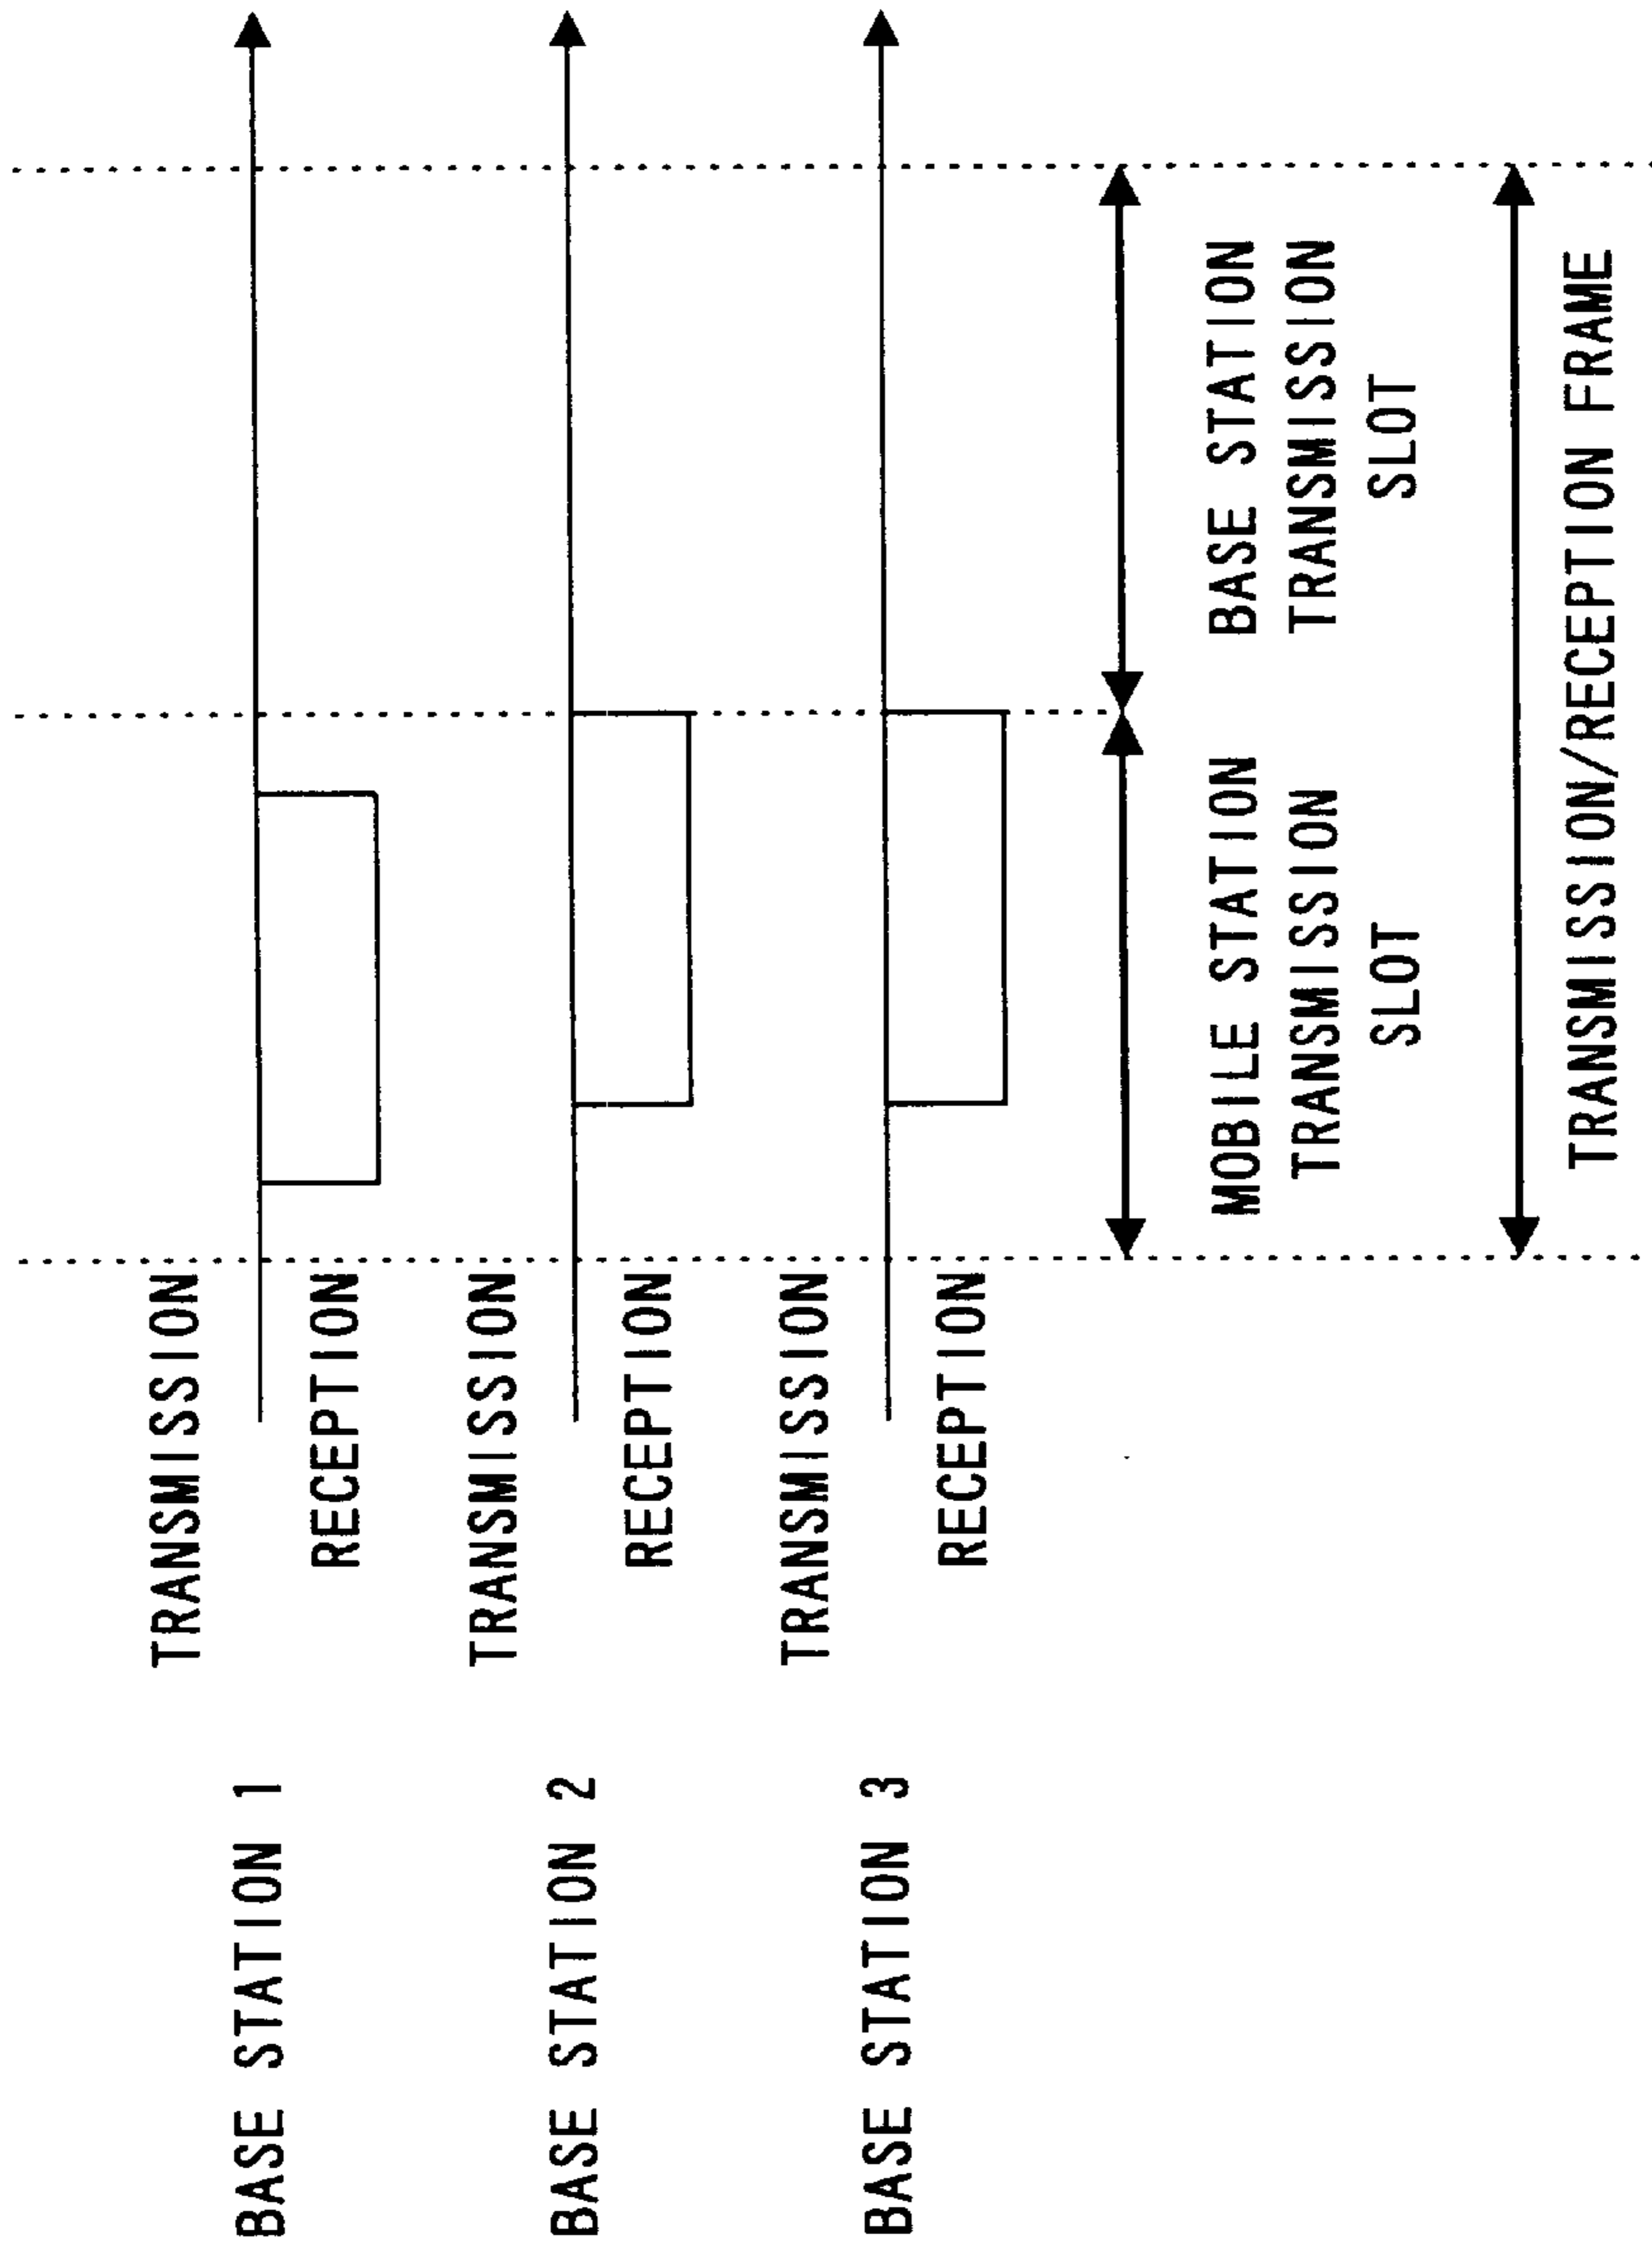 TRANSMISSION
BASE STATION 1
RECEPTION
TRANSMISSION
BASE STATION 2
RECEPTION
TRANSMISSION
BASE STATION 3
RECEPTION
MOBILE STATION
TRANSMISSION
SLOT
BASE STATION
TRANSMISSION
SLOT
TRANSMISSION/RECEPTION FRAME